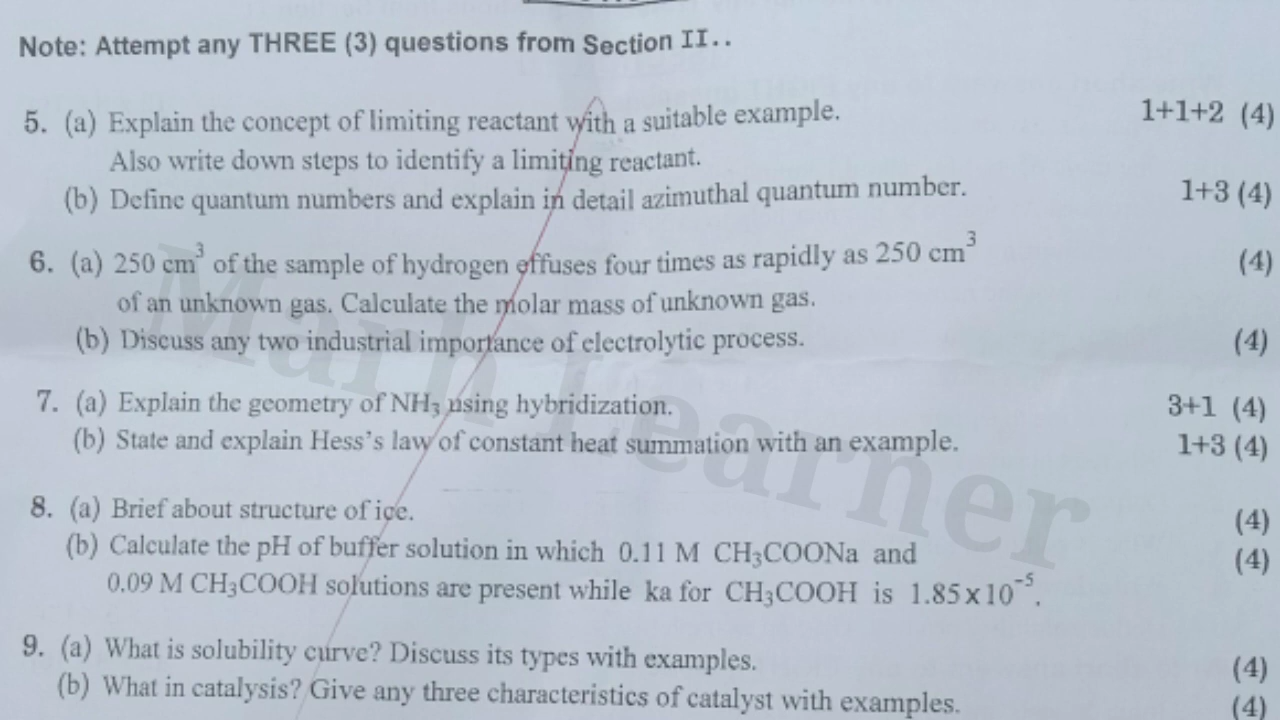 Note: Attempt any THREE (3) questions from Section II..
5. (a) Explain the concept of limiting reactant with a suitable example. 1+1+2 (4)
Also write down steps to identify a limiting reactant.
(b) Define quantum numbers and explain in detail azimuthal quantum number. 1+3 (4)
6. (a) 250 cm³ of the sample of hydrogen effuses four times as rapidly as 250 cm³ (4)
of an unknown gas. Calculate the molar mass of unknown gas.
(b) Discuss any two industrial importance of electrolytic process. (4)
7. (a) Explain the geometry of NH₃ using hybridization. 3+1 (4)
(b) State and explain Hess's law of constant heat summation with an example. 1+3 (4)
8. (a) Brief about structure of ice. (4)
(b) Calculate the pH of buffer solution in which 0.11 M CH₃COONa and (4)
0.09 M CH₃COOH solutions are present while ka for CH₃COOH is 1.85x10⁻⁵.
9. (a) What is solubility curve? Discuss its types with examples. (4)
(b) What in catalysis? Give any three characteristics of catalyst with examples. (4)